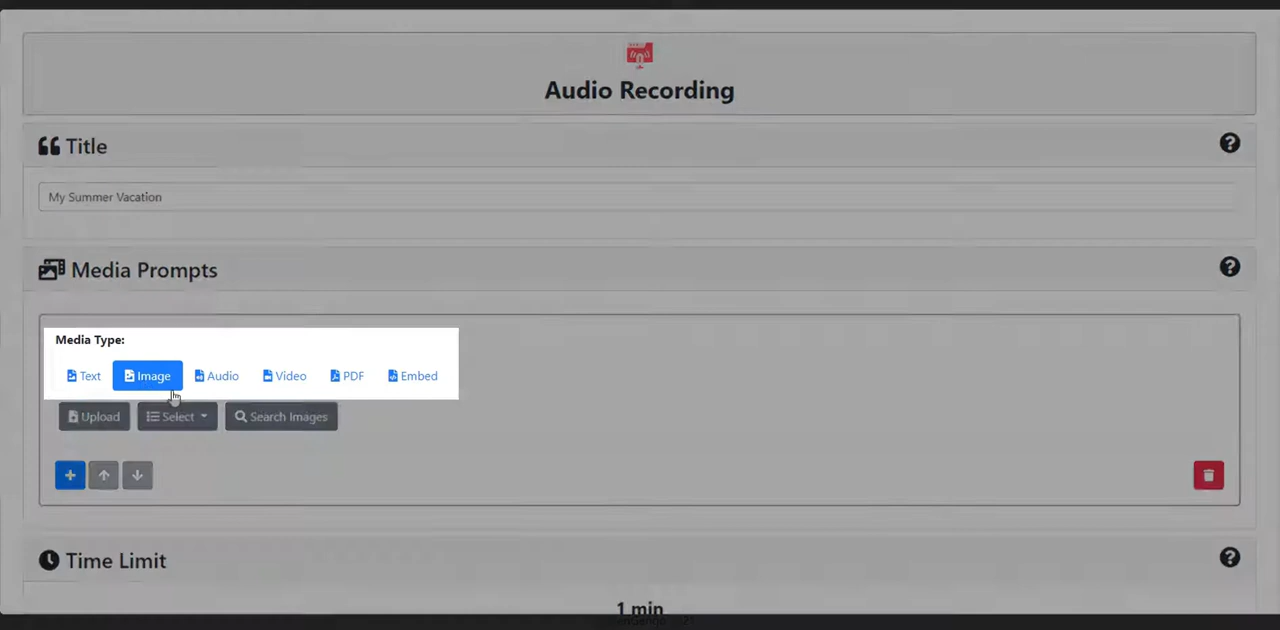 Audio Recording
Title
My Summer Vacation
Media Prompts
Media Type:
Text Image Audio Video PDF Embed
Upload Select Search Images
Time Limit
1 min